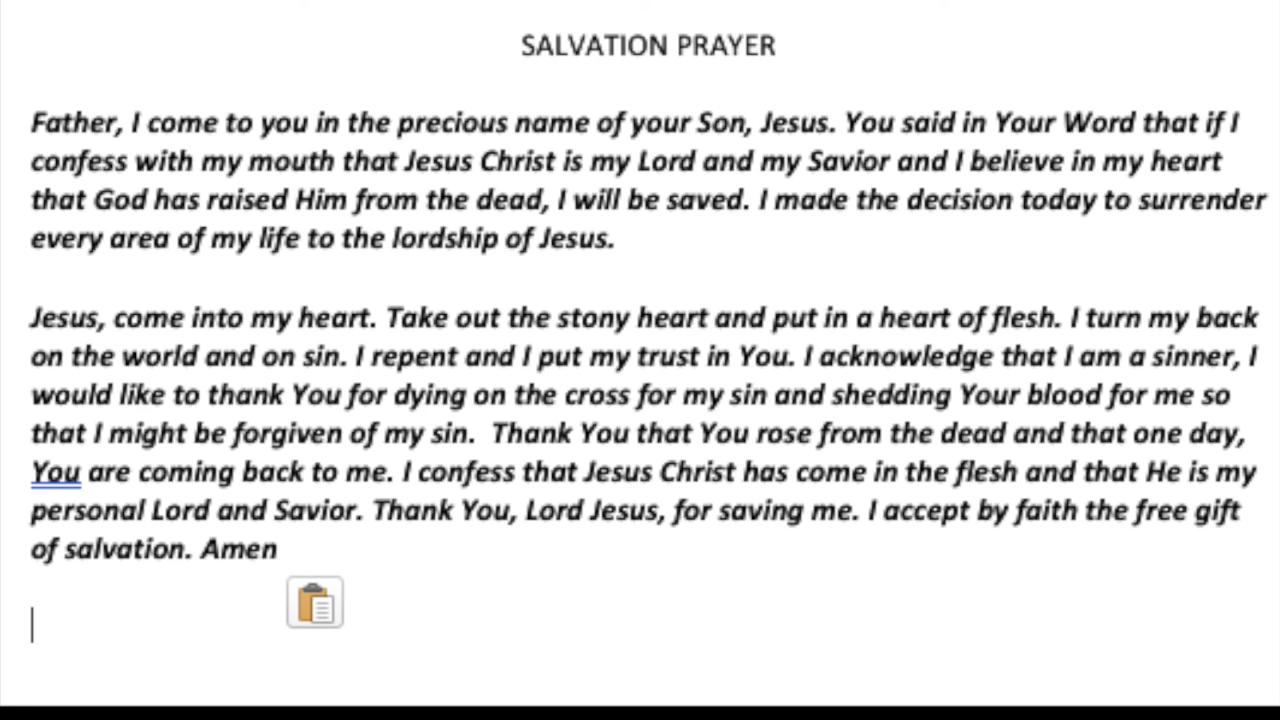 SALVATION PRAYER
Father, I come to you in the precious name of your Son, Jesus. You said in Your Word that if I
confess with my mouth that Jesus Christ is my Lord and my Savior and I believe in my heart
that God has raised Him from the dead, I will be saved. I made the decision today to surrender
every area of my life to the lordship of Jesus.
Jesus, come into my heart. Take out the stony heart and put in a heart of flesh. I turn my back
on the world and on sin. I repent and I put my trust in You. I acknowledge that I am a sinner, I
would like to thank You for dying on the cross for my sin and shedding Your blood for me so
that I might be forgiven of my sin.  Thank You that You rose from the dead and that one day,
You are coming back to me. I confess that Jesus Christ has come in the flesh and that He is my
personal Lord and Savior. Thank You, Lord Jesus, for saving me. I accept by faith the free gift
of salvation. Amen